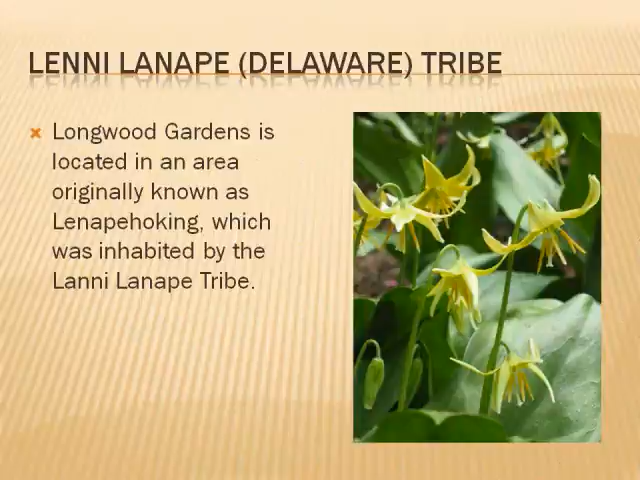 LENNI LANAPE (DELAWARE) TRIBE
Longwood Gardens is
located in an area
originally known as
Lenapehoking, which
was inhabited by the
Lanni Lanape Tribe.